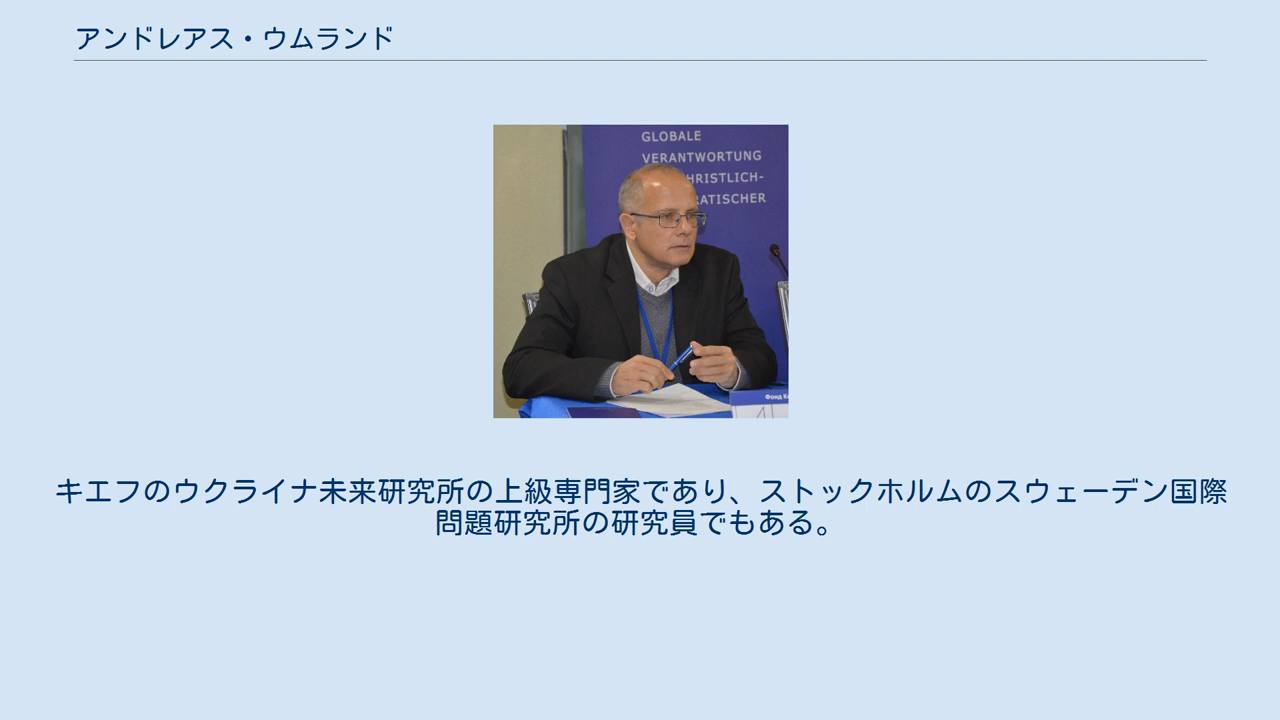 アンドレアス・ウムランド
GLOBALE
VERANTWORTUNG
HRISTLICH-
ATISCHER
Фонд
キエフのウクライナ未来研究所の上級専門家であり、ストックホルムのスウェーデン国際
問題研究所の研究員でもある。